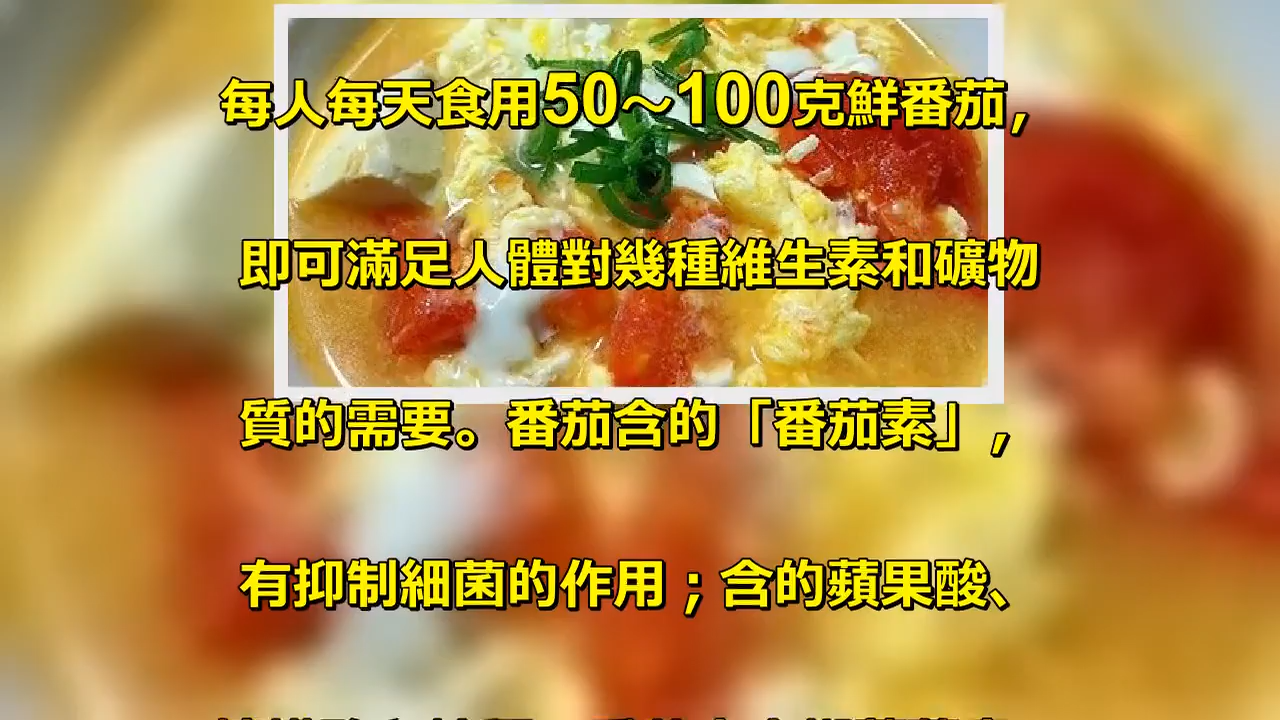 每人每天食用50～100克鮮番茄，
即可滿足人體對幾種維生素和礦物
質的需要。番茄含的「番茄素」，
有抑制細菌的作用；含的蘋果酸、